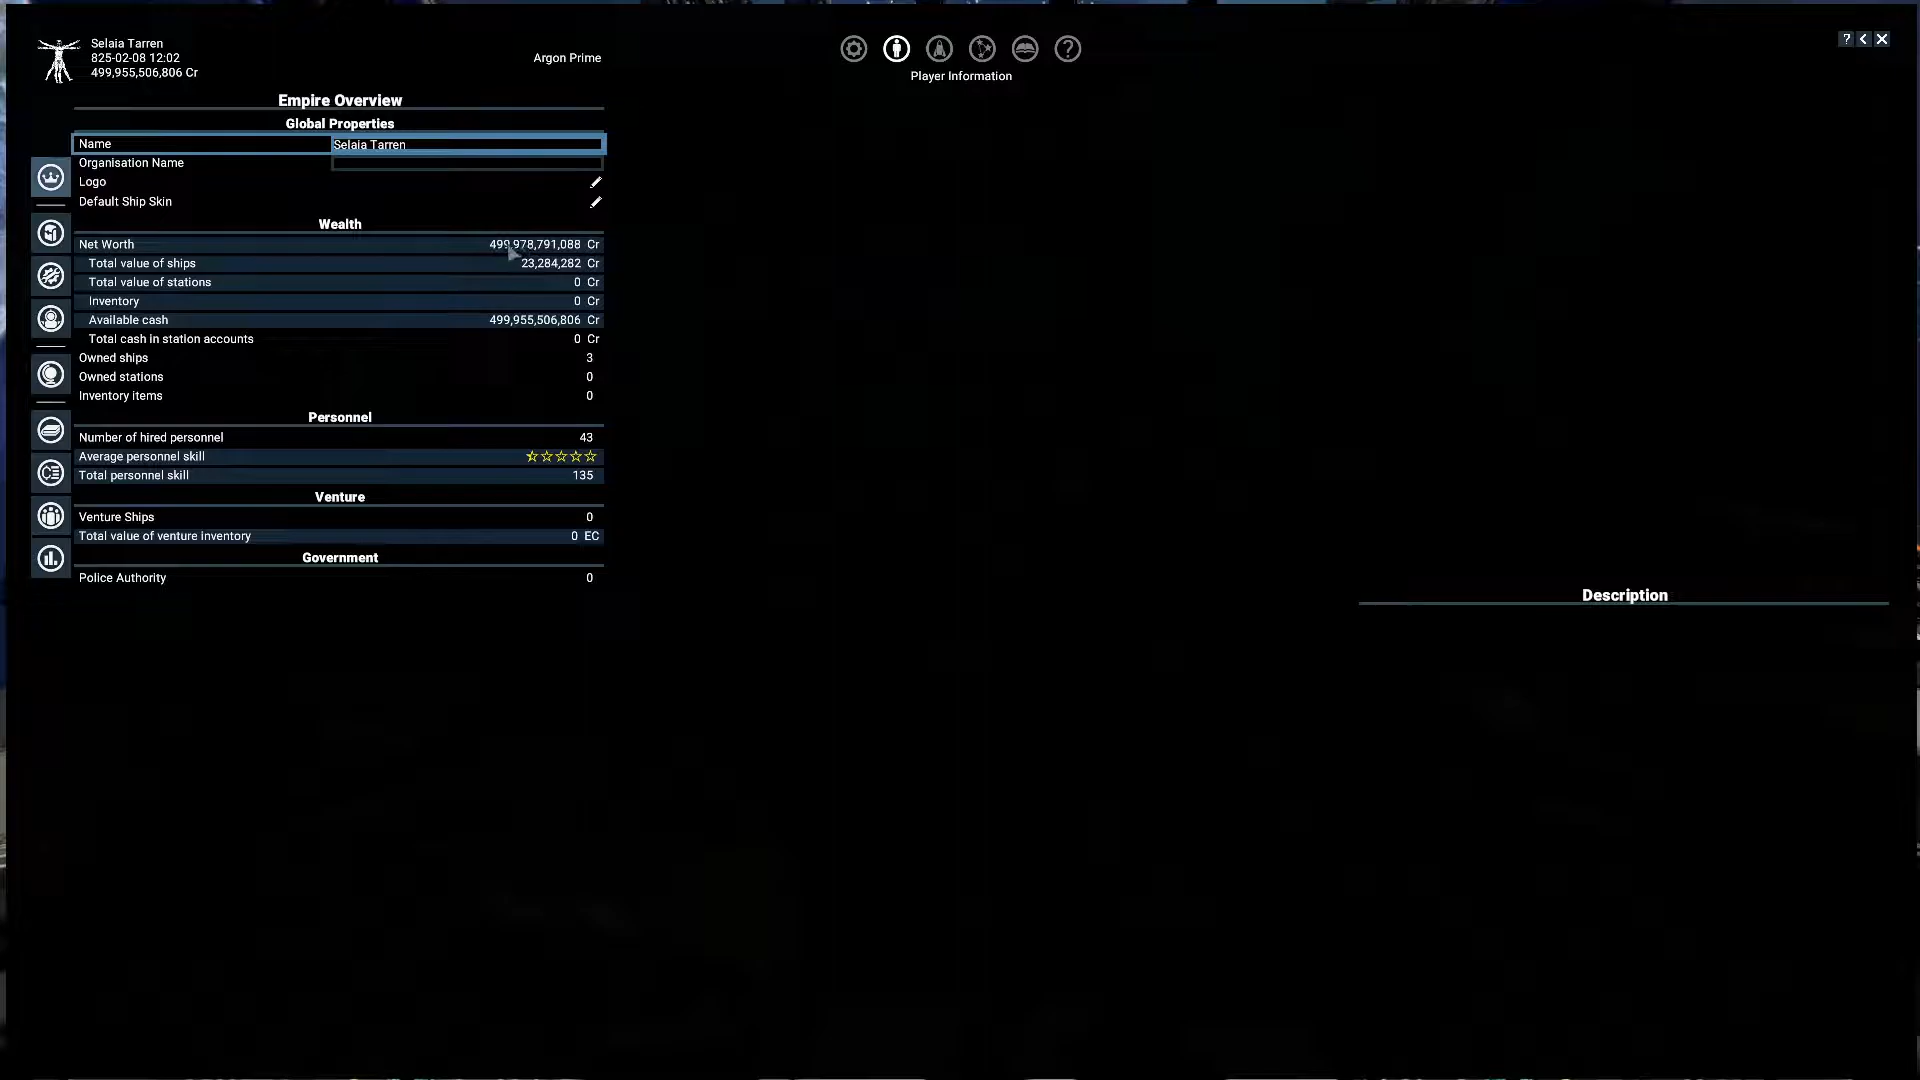 Selaia Tarren
825-02-08 12:02
499,955,506,806 Cr
Argon Prime
Player Information
? < X
Empire Overview
Global Properties
Name Selaia Tarren
Organisation Name
Logo
Default Ship Skin
Wealth
Net Worth 499,978,791,088 Cr
Total value of ships 23,284,282 Cr
Total value of stations 0 Cr
Inventory 0 Cr
Available cash 499,955,506,806 Cr
Total cash in station accounts 0 Cr
Owned ships 3
Owned stations 0
Inventory items 0
Personnel
Number of hired personnel 43
Average personnel skill
Total personnel skill 135
Venture
Venture Ships 0
Total value of venture inventory 0 EC
Government
Police Authority 0
Description